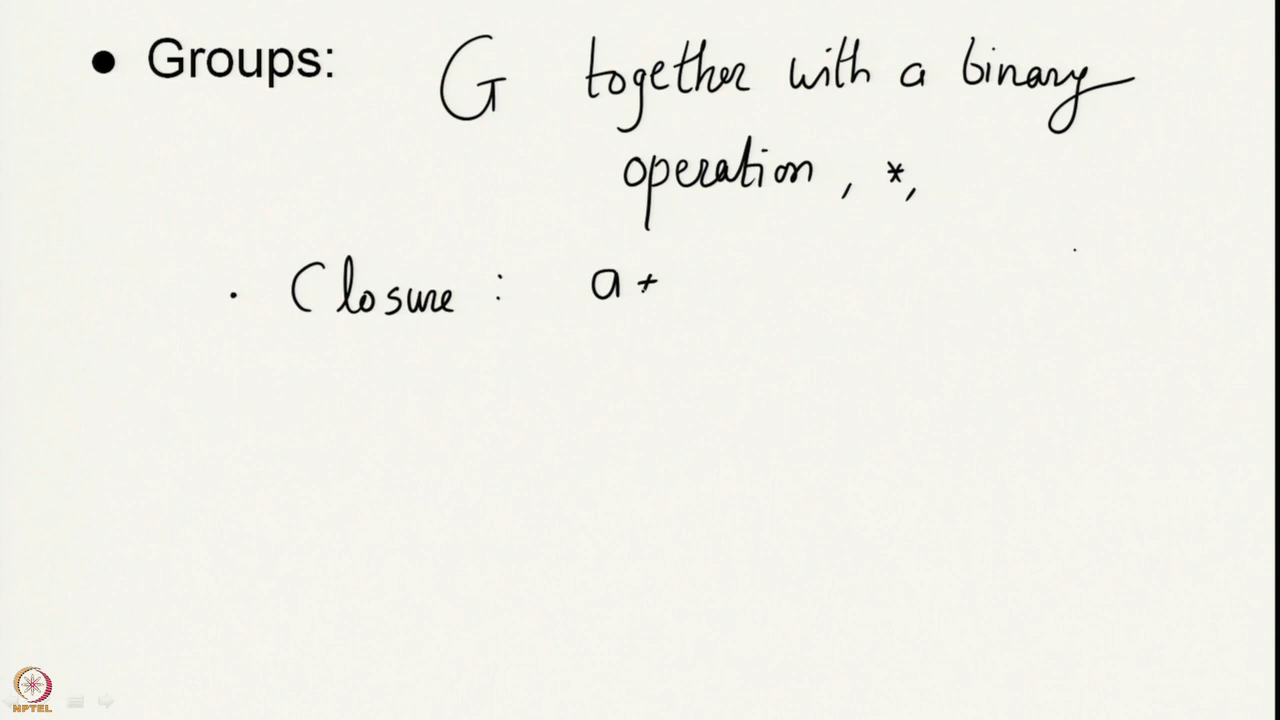 • Groups: G together with a binary
operation, *,
· Closure: a +
NPTEL